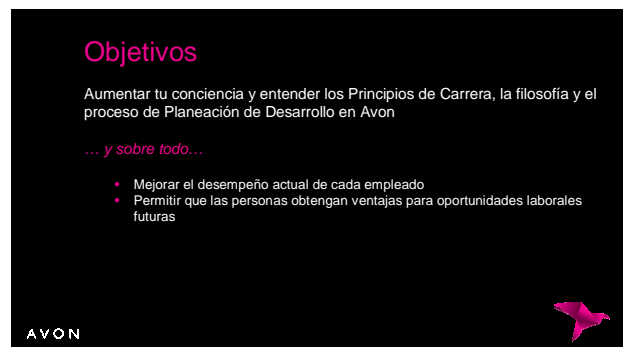 Objetivos
Aumentar tu conciencia y entender los Principios de Carrera, la filosofía y el
proceso de Planeación de Desarrollo en Avon
… y sobre todo…
• Mejorar el desempeño actual de cada empleado
• Permitir que las personas obtengan ventajas para oportunidades laborales
futuras
AVON